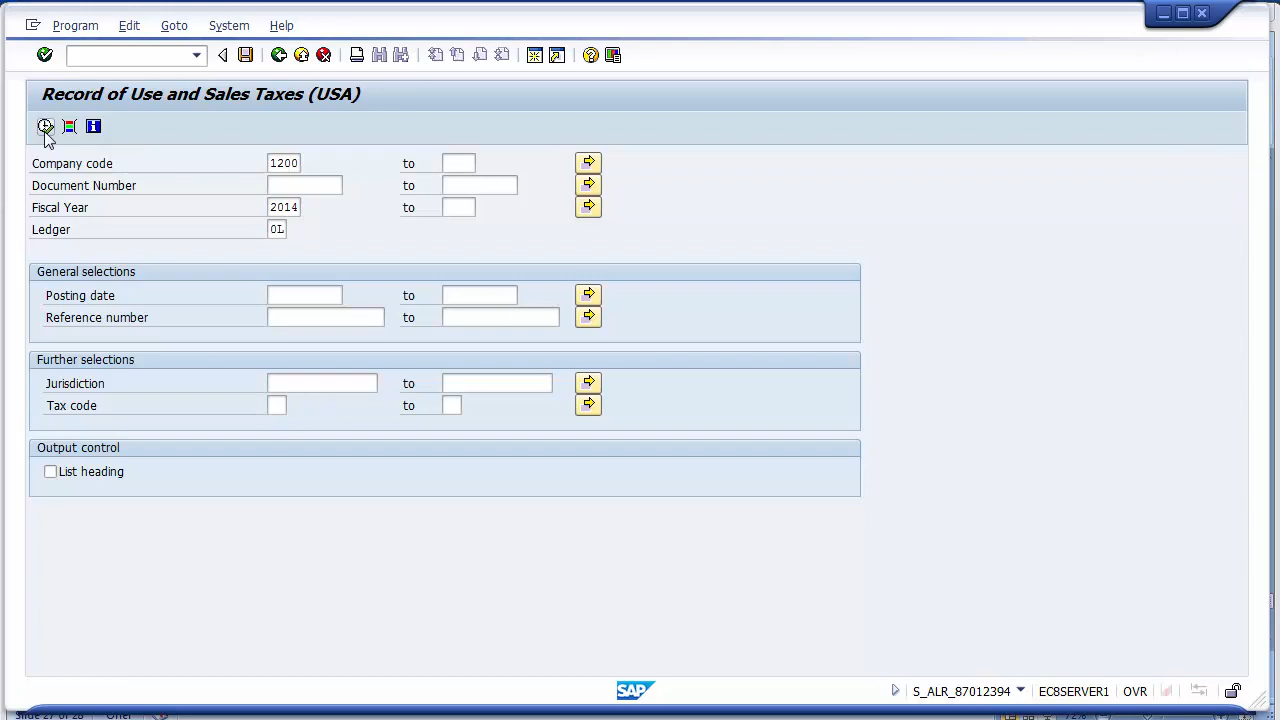 Program Edit Goto System Help
Record of Use and Sales Taxes (USA)
Company code 1200 to
Document Number to
Fiscal Year 2014 to
Ledger 0L
General selections
Posting date to
Reference number to
Further selections
Jurisdiction to
Tax code to
Output control
List heading
SAP S_ALR_87012394 ECGSERVER1 OVR